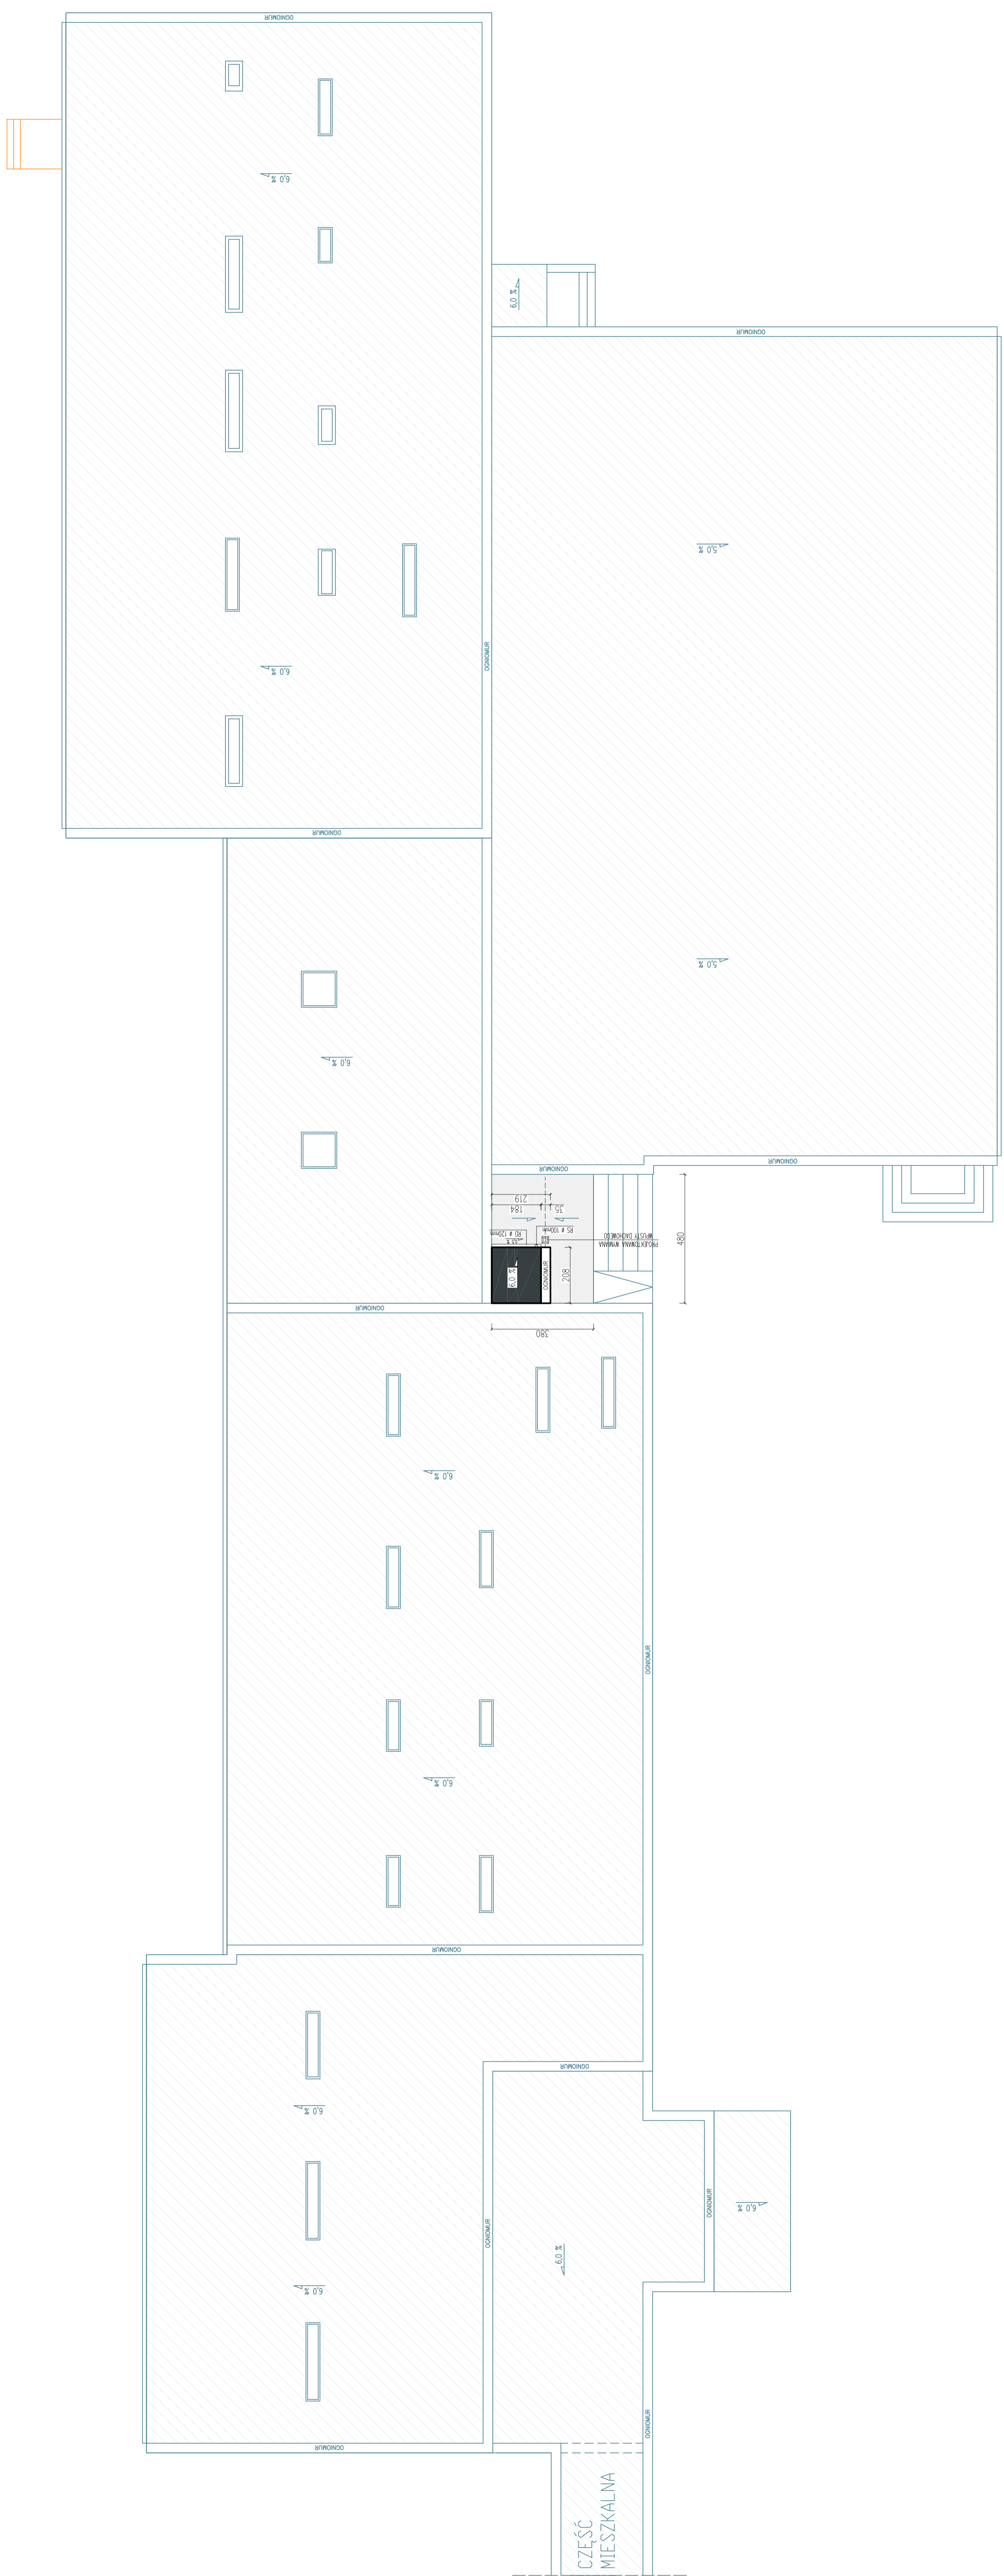 OGNIOMUR
6,0 %
6,0 %
OGNIOMUR
5,0 %
OGNIOMUR
6,0 %
OGNIOMUR
5,0 %
6,0 %
OGNIOMUR
OGNIOMUR
219
184
35
RD ø 120mm
RS ø 100mm
PROJEKTOWANA WYMIANA
WPUSTU DACHOWEGO
480
6,0 %
OGNIOMUR
208
OGNIOMUR
380
6,0 %
OGNIOMUR
6,0 %
OGNIOMUR
OGNIOMUR
6,0 %
OGNIOMUR
6,0 %
OGNIOMUR
6,0 %
6,0 %
OGNIOMUR
OGNIOMUR
CZĘŚĆ
MIESZKALNA